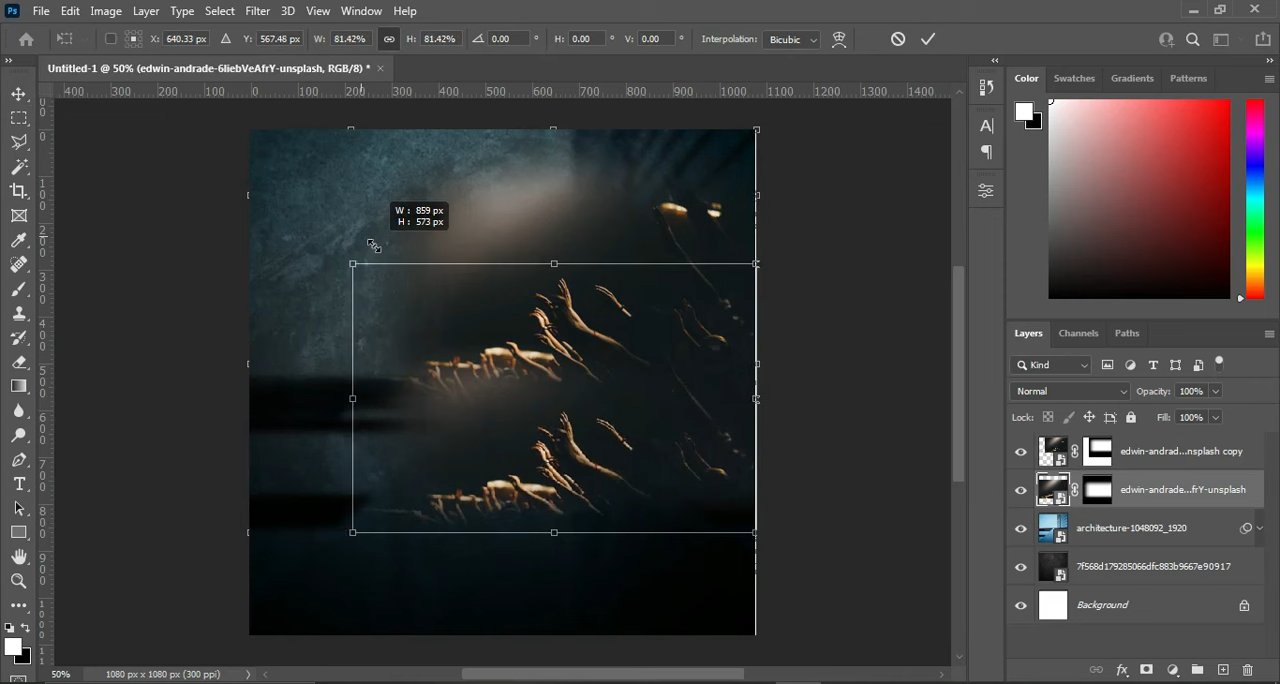 File Edit Image Layer Type Select Filter 3D View Window Help
X: 640.33 px Y: 567.46 px W: 81.42% H: 81.42% 0.00 ° H: 0.00 ° V: 0.00 ° Interpolation: Bicubic
Untitled-1 @ 50% (edwin-andrade-6liebVeAfrY-unsplash, RGB/8) *
400 300 200 100 0 100 200 300 400 500 600 700 800 900 1000 1100 1200 1300 1400
Color Swatches Gradients Patterns
W : 859 px
H : 573 px
Layers Channels Paths
Kind
Normal Opacity: 100%
Lock: Fill: 100%
edwin-andrad...nsplash copy
edwin-andrade...frY-unsplash
architecture-1048092_1920
7f568d179285066dfc883b9667e90917
Background
50% 1080 px x 1080 px (300 ppi)